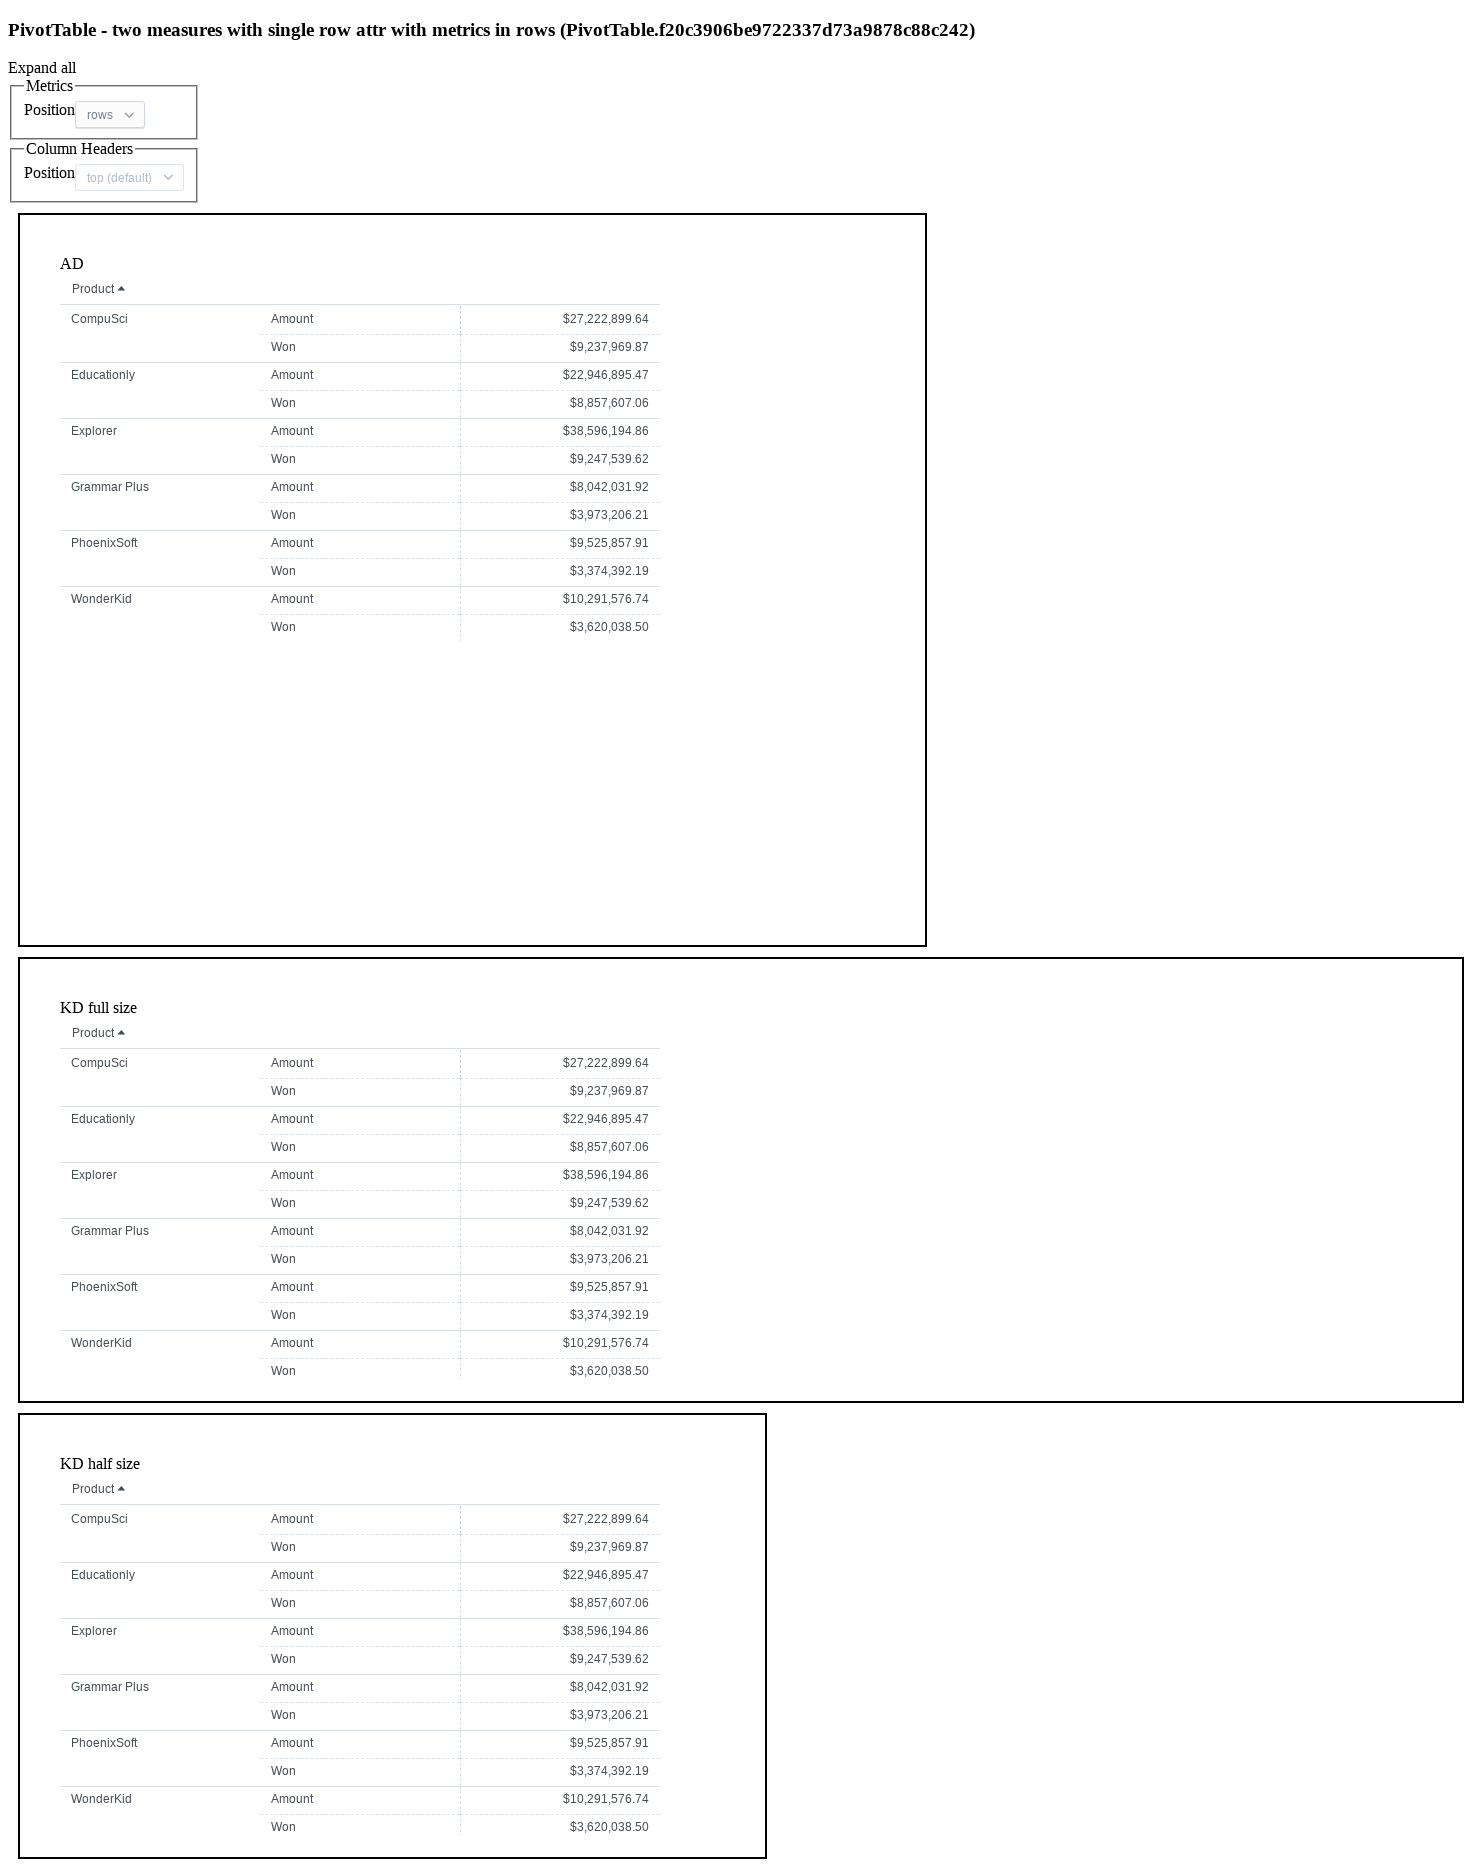 PivotTable - two measures with single row attr with metrics in rows (PivotTable.f20c3906be9722337d73a9878c88c242)
Expand all
Metrics
Position rows
Column Headers
Position top (default)
AD
Product
CompuSci Amount $27,222,899.64
Won $9,237,969.87
Educationly Amount $22,946,895.47
Won $8,857,607.06
Explorer Amount $38,596,194.86
Won $9,247,539.62
Grammar Plus Amount $8,042,031.92
Won $3,973,206.21
PhoenixSoft Amount $9,525,857.91
Won $3,374,392.19
WonderKid Amount $10,291,576.74
Won $3,620,038.50
KD full size
Product
CompuSci Amount $27,222,899.64
Won $9,237,969.87
Educationly Amount $22,946,895.47
Won $8,857,607.06
Explorer Amount $38,596,194.86
Won $9,247,539.62
Grammar Plus Amount $8,042,031.92
Won $3,973,206.21
PhoenixSoft Amount $9,525,857.91
Won $3,374,392.19
WonderKid Amount $10,291,576.74
Won $3,620,038.50
KD half size
Product
CompuSci Amount $27,222,899.64
Won $9,237,969.87
Educationly Amount $22,946,895.47
Won $8,857,607.06
Explorer Amount $38,596,194.86
Won $9,247,539.62
Grammar Plus Amount $8,042,031.92
Won $3,973,206.21
PhoenixSoft Amount $9,525,857.91
Won $3,374,392.19
WonderKid Amount $10,291,576.74
Won $3,620,038.50